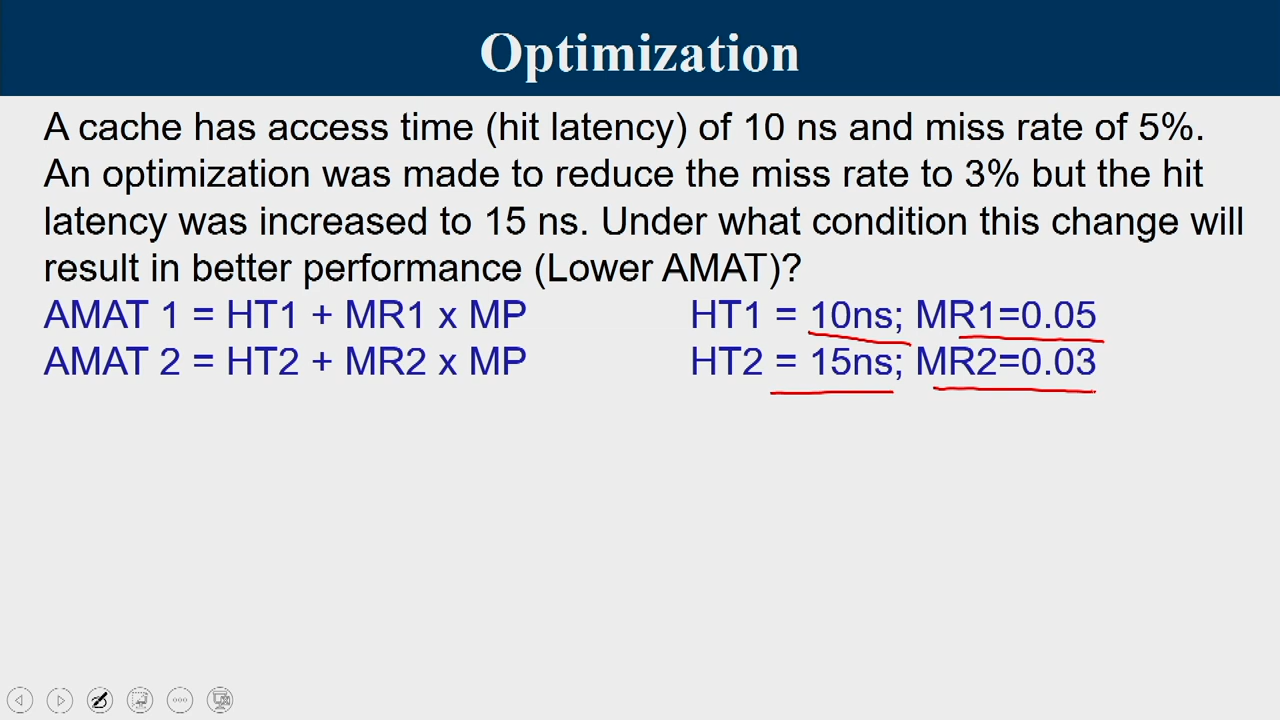 Optimization
A cache has access time (hit latency) of 10 ns and miss rate of 5%.
An optimization was made to reduce the miss rate to 3% but the hit
latency was increased to 15 ns. Under what condition this change will
result in better performance (Lower AMAT)?
AMAT 1 = HT1 + MR1 x MP HT1 = 10ns; MR1=0.05
AMAT 2 = HT2 + MR2 x MP HT2 = 15ns; MR2=0.03